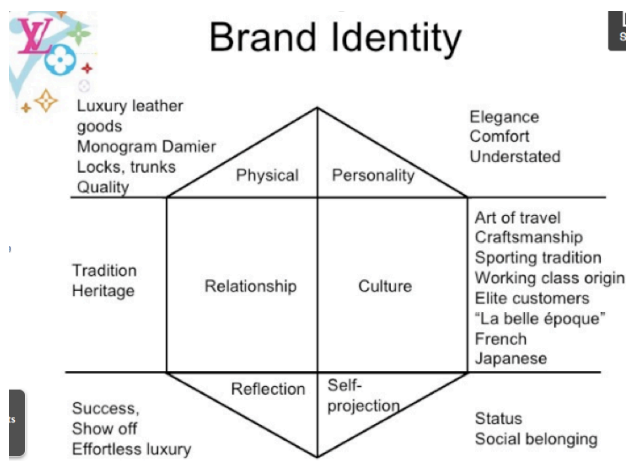 LV
Brand Identity
Luxury leather
goods
Monogram Damier
Locks, trunks
Quality
Physical
Personality
Elegance
Comfort
Understated
Tradition
Heritage
Relationship
Culture
Art of travel
Craftsmanship
Sporting tradition
Working class origin
Elite customers
“La belle époque”
French
Japanese
Reflection
Self-
projection
Success,
Show off
Effortless luxury
Status
Social belonging